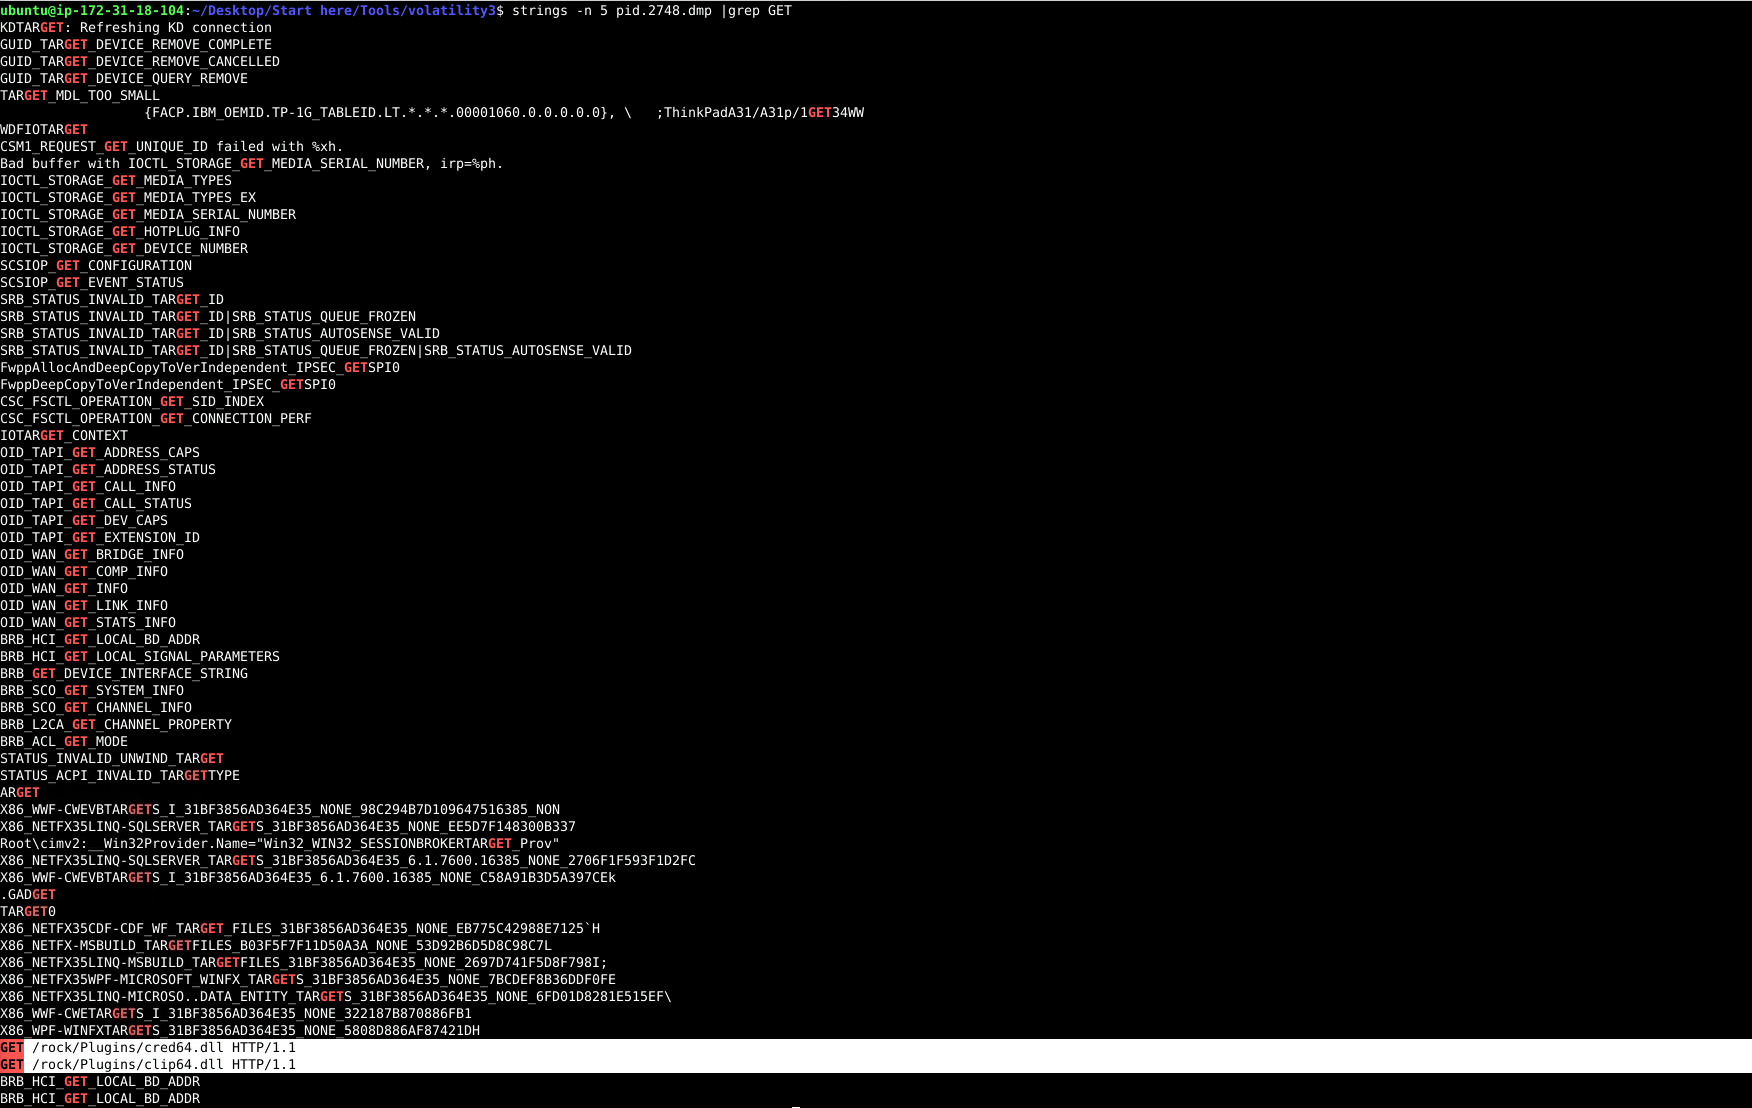 ubuntu@ip-172-31-18-104:~/Desktop/Start here/Tools/volatility3$ strings -n 5 pid.2748.dmp |grep GET
KDTARGET: Refreshing KD connection
GUID_TARGET_DEVICE_REMOVE_COMPLETE
GUID_TARGET_DEVICE_REMOVE_CANCELLED
GUID_TARGET_DEVICE_QUERY_REMOVE
TARGET_MDL_TOO_SMALL
{FACP.IBM_OEMID.TP-1G_TABLEID.LT.*.*.*.00001060.0.0.0.0.0}, \   ;ThinkPadA31/A31p/1GET34WW
WDFIOTARGET
CSM1_REQUEST_GET_UNIQUE_ID failed with %xh.
Bad buffer with IOCTL_STORAGE_GET_MEDIA_SERIAL_NUMBER, irp=%ph.
IOCTL_STORAGE_GET_MEDIA_TYPES
IOCTL_STORAGE_GET_MEDIA_TYPES_EX
IOCTL_STORAGE_GET_MEDIA_SERIAL_NUMBER
IOCTL_STORAGE_GET_HOTPLUG_INFO
IOCTL_STORAGE_GET_DEVICE_NUMBER
SCSIOP_GET_CONFIGURATION
SCSIOP_GET_EVENT_STATUS
SRB_STATUS_INVALID_TARGET_ID
SRB_STATUS_INVALID_TARGET_ID|SRB_STATUS_QUEUE_FROZEN
SRB_STATUS_INVALID_TARGET_ID|SRB_STATUS_AUTOSENSE_VALID
SRB_STATUS_INVALID_TARGET_ID|SRB_STATUS_QUEUE_FROZEN|SRB_STATUS_AUTOSENSE_VALID
FwppAllocAndDeepCopyToVerIndependent_IPSEC_GETSPI0
FwppDeepCopyToVerIndependent_IPSEC_GETSPI0
CSC_FSCTL_OPERATION_GET_SID_INDEX
CSC_FSCTL_OPERATION_GET_CONNECTION_PERF
IOTARGET_CONTEXT
OID_TAPI_GET_ADDRESS_CAPS
OID_TAPI_GET_ADDRESS_STATUS
OID_TAPI_GET_CALL_INFO
OID_TAPI_GET_CALL_STATUS
OID_TAPI_GET_DEV_CAPS
OID_TAPI_GET_EXTENSION_ID
OID_WAN_GET_BRIDGE_INFO
OID_WAN_GET_COMP_INFO
OID_WAN_GET_INFO
OID_WAN_GET_LINK_INFO
OID_WAN_GET_STATS_INFO
BRB_HCI_GET_LOCAL_BD_ADDR
BRB_HCI_GET_LOCAL_SIGNAL_PARAMETERS
BRB_GET_DEVICE_INTERFACE_STRING
BRB_SCO_GET_SYSTEM_INFO
BRB_SCO_GET_CHANNEL_INFO
BRB_L2CA_GET_CHANNEL_PROPERTY
BRB_ACL_GET_MODE
STATUS_INVALID_UNWIND_TARGET
STATUS_ACPI_INVALID_TARGETTYPE
ARGET
X86_WWF-CWEVBTARGETS_I_31BF3856AD364E35_NONE_98C294B7D109647516385_NON
X86_NETFX35LINQ-SQLSERVER_TARGETS_31BF3856AD364E35_NONE_EE5D7F148300B337
Root\cimv2:__Win32Provider.Name="Win32_WIN32_SESSIONBROKERTARGET_Prov"
X86_NETFX35LINQ-SQLSERVER_TARGETS_31BF3856AD364E35_6.1.7600.16385_NONE_2706F1F593F1D2FC
X86_WWF-CWEVBTARGETS_I_31BF3856AD364E35_6.1.7600.16385_NONE_C58A91B3D5A397CEk
.GADGET
TARGET0
X86_NETFX35CDF-CDF_WF_TARGET_FILES_31BF3856AD364E35_NONE_EB775C42988E7125`H
X86_NETFX-MSBUILD_TARGETFILES_B03F5F7F11D50A3A_NONE_53D92B6D5D8C98C7L
X86_NETFX35LINQ-MSBUILD_TARGETFILES_31BF3856AD364E35_NONE_2697D741F5D8F798I;
X86_NETFX35WPF-MICROSOFT_WINFX_TARGETS_31BF3856AD364E35_NONE_7BCDEF8B36DDF0FE
X86_NETFX35LINQ-MICROSO..DATA_ENTITY_TARGETS_31BF3856AD364E35_NONE_6FD01D8281E515EF\
X86_WWF-CWETARGETS_I_31BF3856AD364E35_NONE_322187B870886FB1
X86_WPF-WINFXTARGETS_31BF3856AD364E35_NONE_5808D886AF87421DH
GET /rock/Plugins/cred64.dll HTTP/1.1
GET /rock/Plugins/clip64.dll HTTP/1.1
BRB_HCI_GET_LOCAL_BD_ADDR
BRB_HCI_GET_LOCAL_BD_ADDR